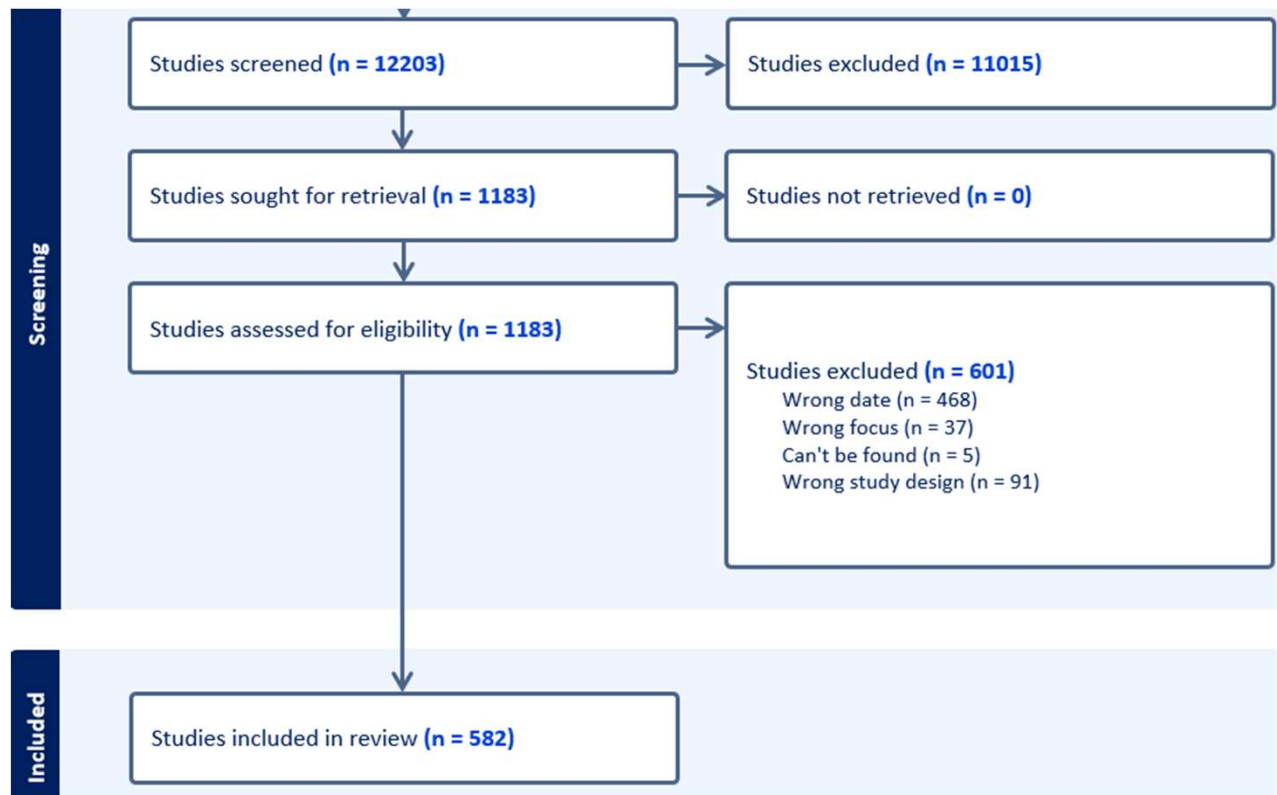 Screening
Studies screened (n = 12203)
Studies excluded (n = 11015)
Studies sought for retrieval (n = 1183)
Studies not retrieved (n = 0)
Studies assessed for eligibility (n = 1183)
Studies excluded (n = 601)
Wrong date (n = 468)
Wrong focus (n = 37)
Can't be found (n = 5)
Wrong study design (n = 91)
Included
Studies included in review (n = 582)